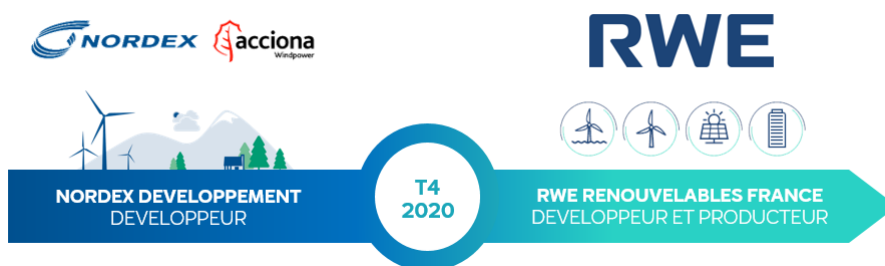 NORDEX
acciona
Windpower
RWE
NORDEX DEVELOPPEMENT
DEVELOPPEUR
T4
2020
RWE RENOUVELABLES FRANCE
DEVELOPPEUR ET PRODUCTEUR